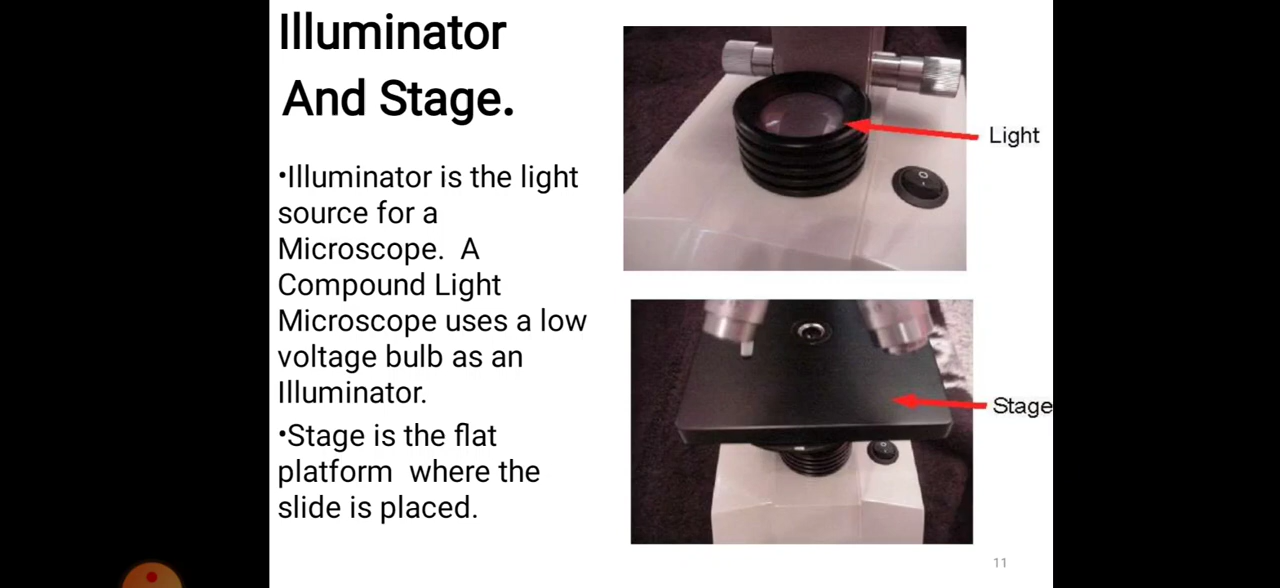 Illuminator
And Stage.
•Illuminator is the light
source for a
Microscope.  A
Compound Light
Microscope uses a low
voltage bulb as an
Illuminator.
•Stage is the flat
platform  where the
slide is placed.
Light
Stage
11